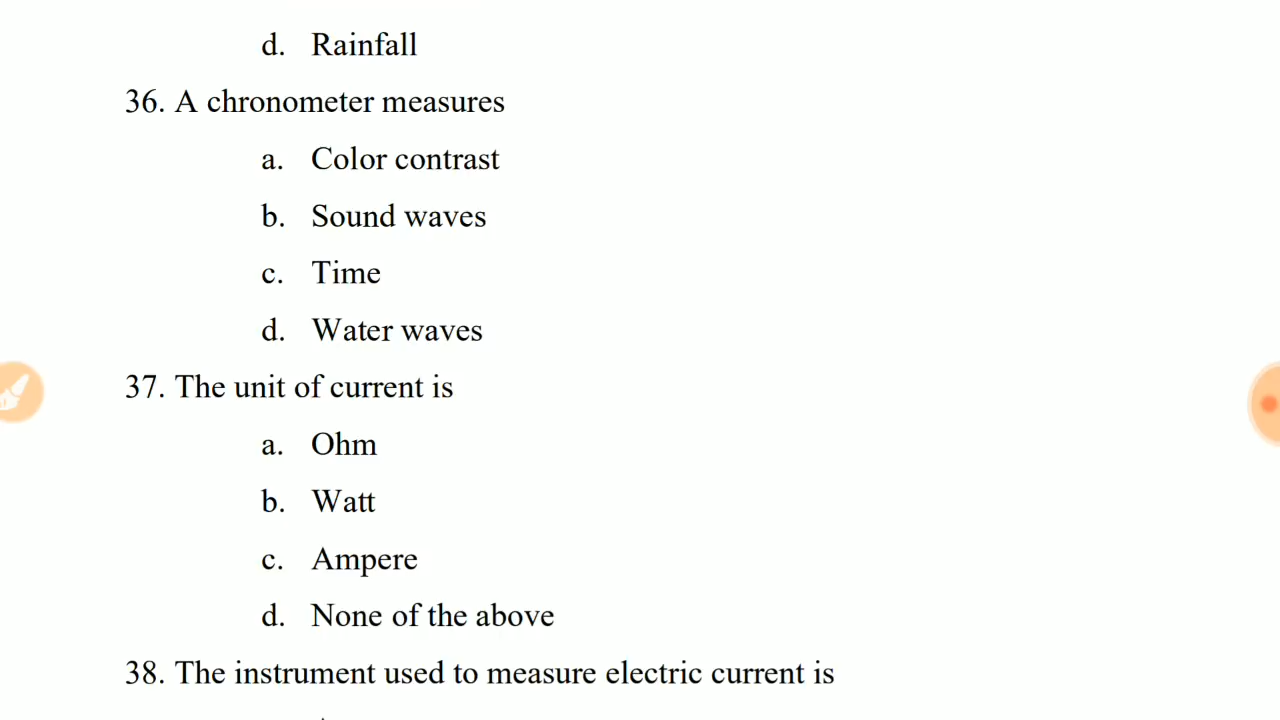 d. Rainfall
36. A chronometer measures
a. Color contrast
b. Sound waves
c. Time
d. Water waves
37. The unit of current is
a. Ohm
b. Watt
c. Ampere
d. None of the above
38. The instrument used to measure electric current is